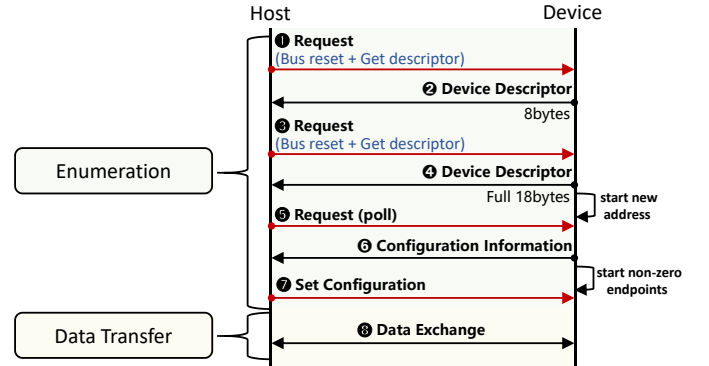 Host
Device
❶ Request
(Bus reset + Get descriptor)
❷ Device Descriptor
8bytes
❸ Request
(Bus reset + Get descriptor)
Enumeration
❹ Device Descriptor
Full 18bytes
start new
address
❺ Request (poll)
❻ Configuration Information
start non-zero
endpoints
❼ Set Configuration
Data Transfer
❽ Data Exchange